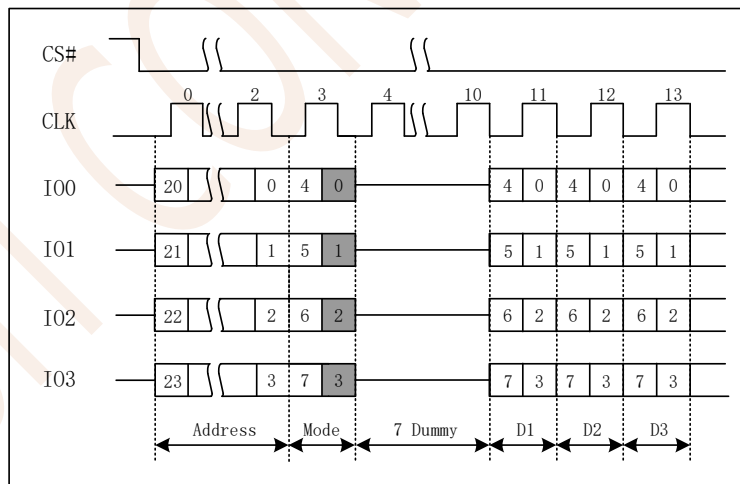 CS#
0 2 3 4 10 11 12 13
CLK
IO0 20 0 4 0 4 0 4 0 4 0
IO1 21 1 5 1 5 1 5 1 5 1
IO2 22 2 6 2 6 2 6 2 6 2
IO3 23 3 7 3 7 3 7 3 7 3
Address Mode 7 Dummy D1 D2 D3